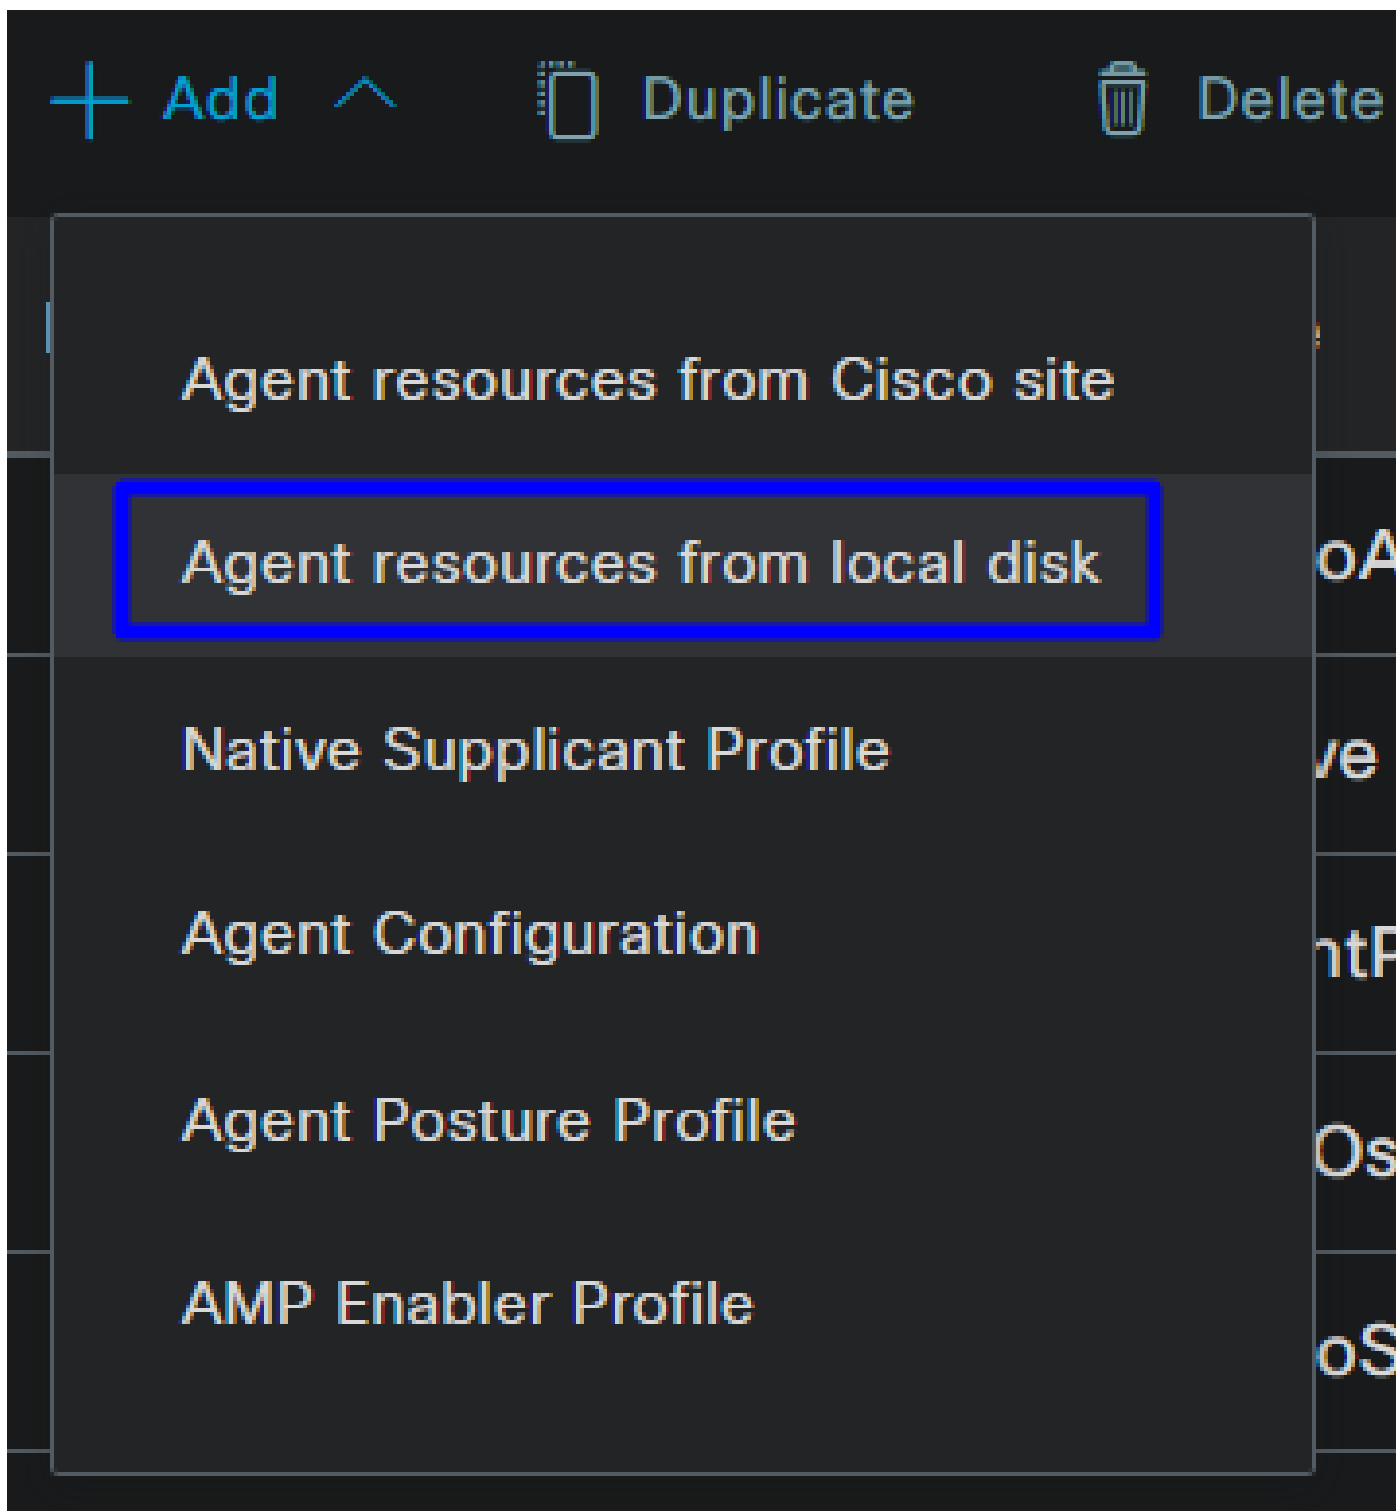 Add Duplicate Delete
Agent resources from Cisco site
Agent resources from local disk
Native Supplicant Profile
Agent Configuration
Agent Posture Profile
AMP Enabler Profile